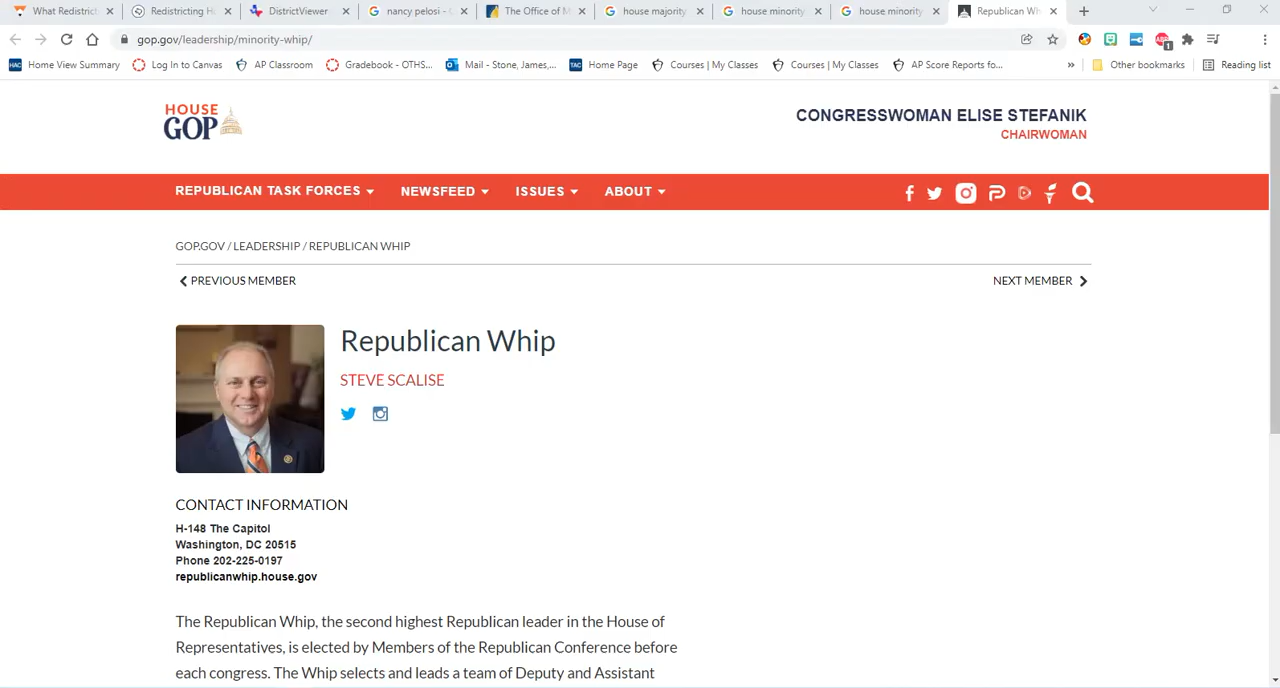 What Redistrict
Redistricting H
DistrictViewer
nancy pelosi -
The Office of M
house majority
house minority
house minority
Republican Wh
gop.gov/leadership/minority-whip/
1
Home View Summary
Log In to Canvas
AP Classroom
Gradebook - OTHS...
Mail - Stone, James,...
Home Page
Courses | My Classes
Courses | My Classes
AP Score Reports fo...
»
Other bookmarks
Reading list
HOUSE
GOP
CONGRESSWOMAN ELISE STEFANIK
CHAIRWOMAN
REPUBLICAN TASK FORCES
NEWSFEED
ISSUES
ABOUT
GOP.GOV / LEADERSHIP / REPUBLICAN WHIP
PREVIOUS MEMBER
NEXT MEMBER
Republican Whip
STEVE SCALISE
CONTACT INFORMATION
H-148 The Capitol
Washington, DC 20515
Phone 202-225-0197
republicanwhip.house.gov
The Republican Whip, the second highest Republican leader in the House of
Representatives, is elected by Members of the Republican Conference before
each congress. The Whip selects and leads a team of Deputy and Assistant